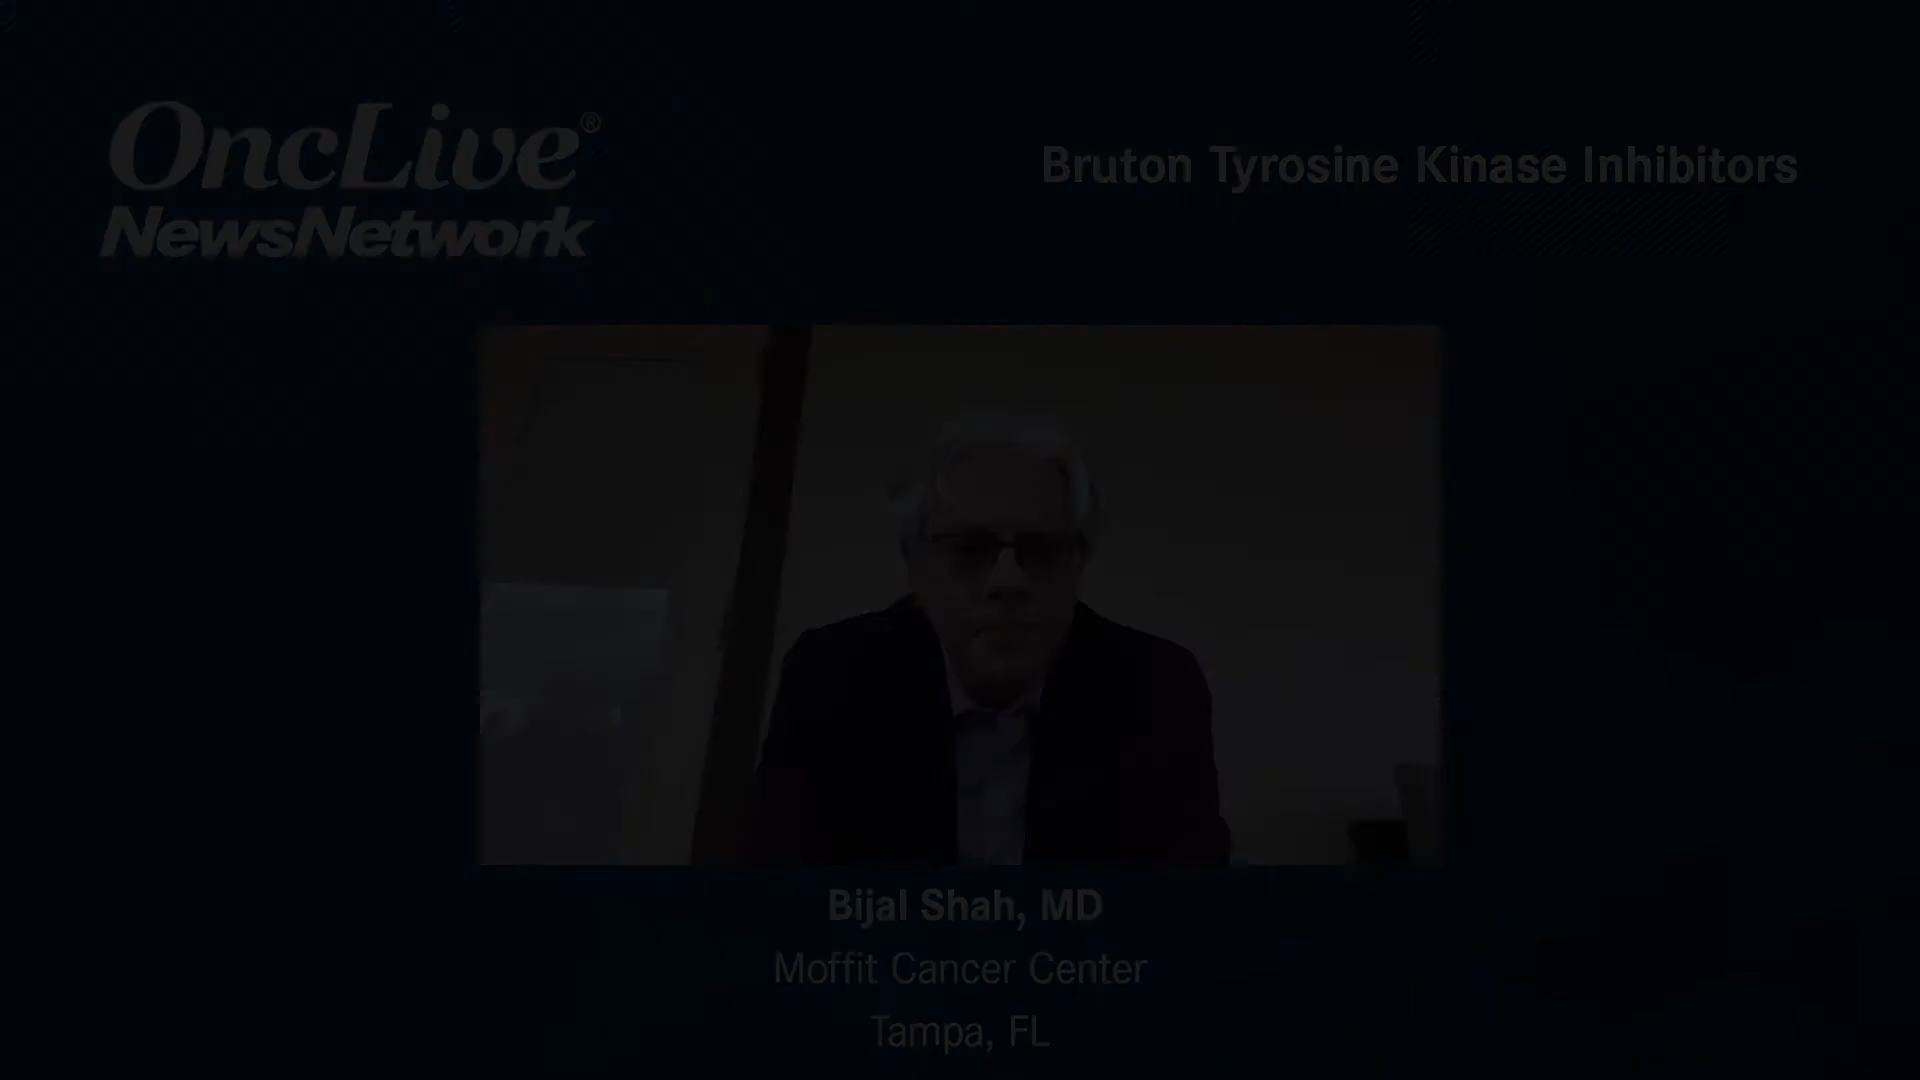 OncLive®
NewsNetwork
Bruton Tyrosine Kinase Inhibitors
Bijal Shah, MD
Moffit Cancer Center
Tampa, FL